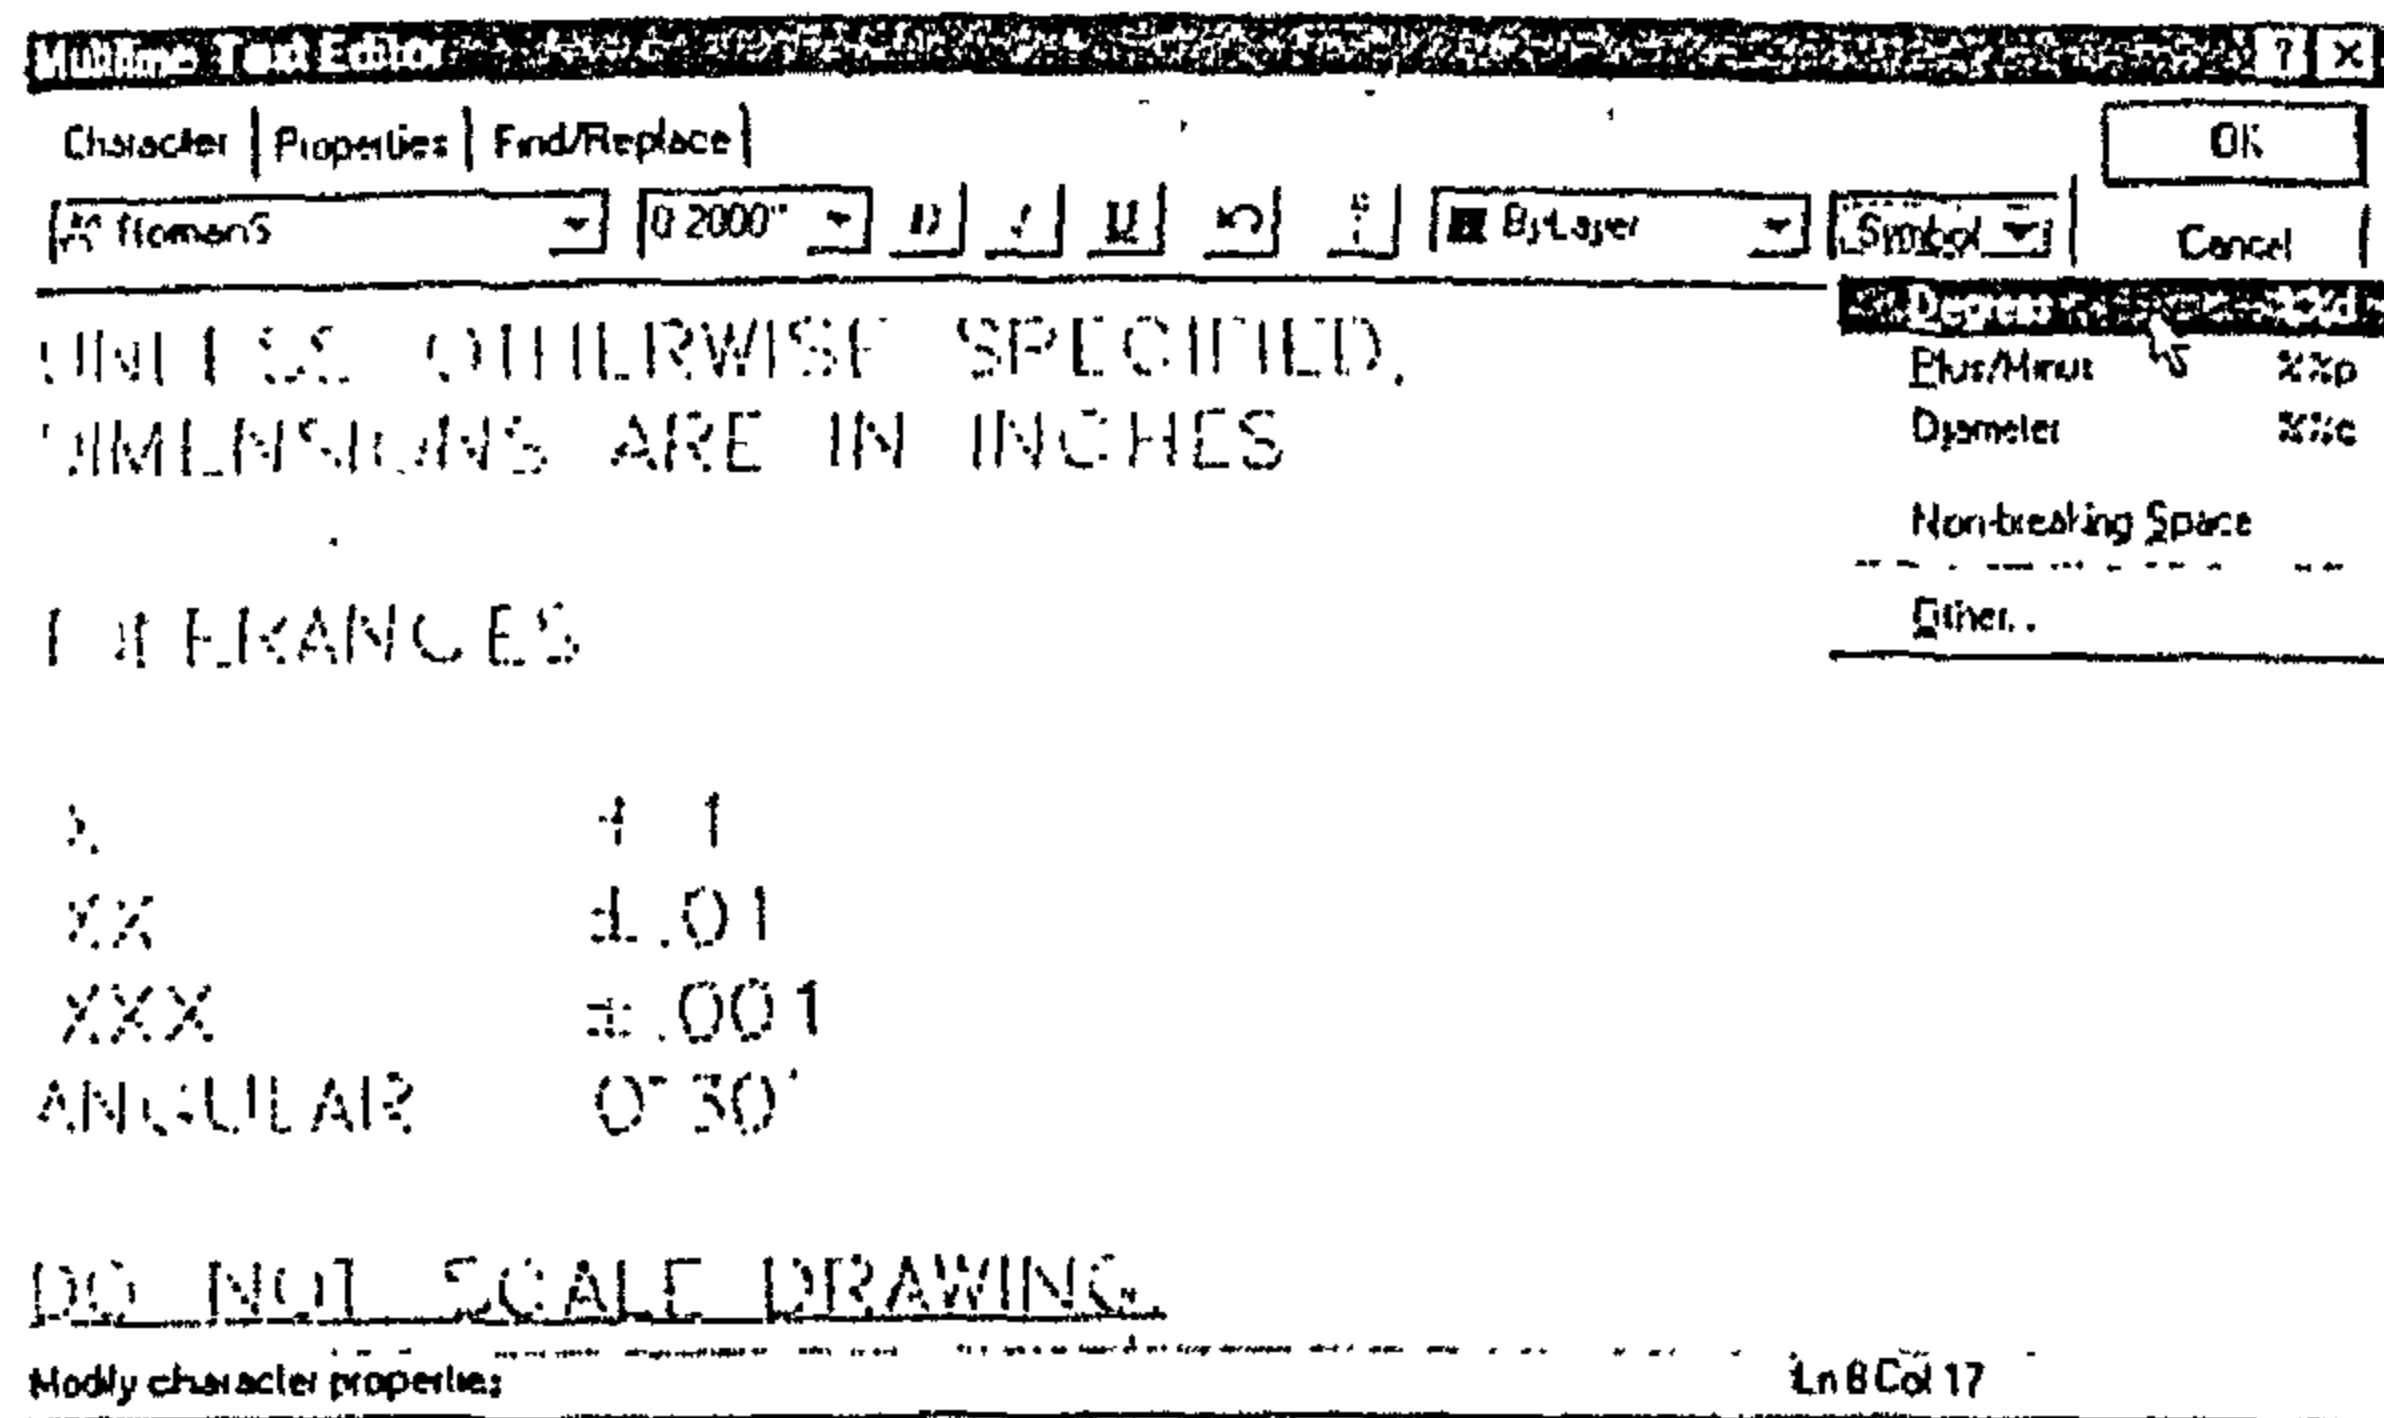 Multiline Text Editor ? ×
Character Properties Find/Replace OK
RomanS 0.2000" B I U ByLayer Symbol Cancel
Degrees %%d
Plus/Minus %%p
Diameter %%c
Non-breaking Space
Other...
UNLESS OTHERWISE SPECIFIED,
DIMENSIONS ARE IN INCHES
TOLERANCES
X ± .1
XX ± .01
XXX ± .001
ANGULAR 0° 30'
DO NOT SCALE DRAWING
Modify character properties Ln 8 Col 17